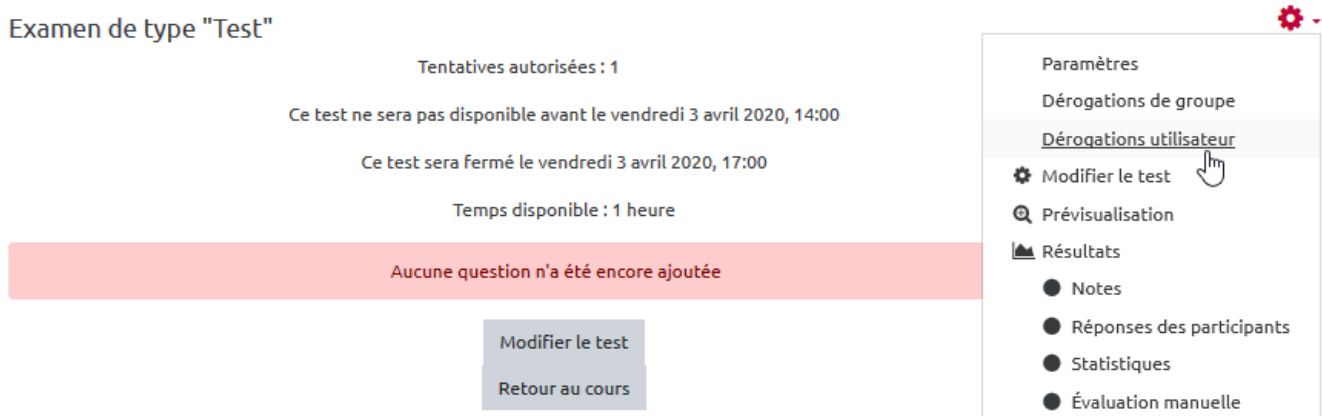 Examen de type "Test"
Tentatives autorisées : 1
Ce test ne sera pas disponible avant le vendredi 3 avril 2020, 14:00
Ce test sera fermé le vendredi 3 avril 2020, 17:00
Temps disponible : 1 heure
Aucune question n'a été encore ajoutée
Modifier le test
Retour au cours
Paramètres
Dérogations de groupe
Dérogations utilisateur
Modifier le test
Prévisualisation
Résultats
Notes
Réponses des participants
Statistiques
Évaluation manuelle